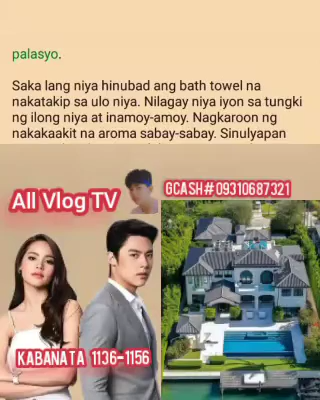 palasyo.
Saka lang niya hinubad ang bath towel na
nakatakip sa ulo niya. Nilagay niya iyon sa tungki
ng ilong niya at inamoy-amoy. Nagkaroon ng
nakakaakit na aroma sabay-sabay. Sinulyapan
GCASH#09310687321
All Vlog TV
KABANATA 1136-1156